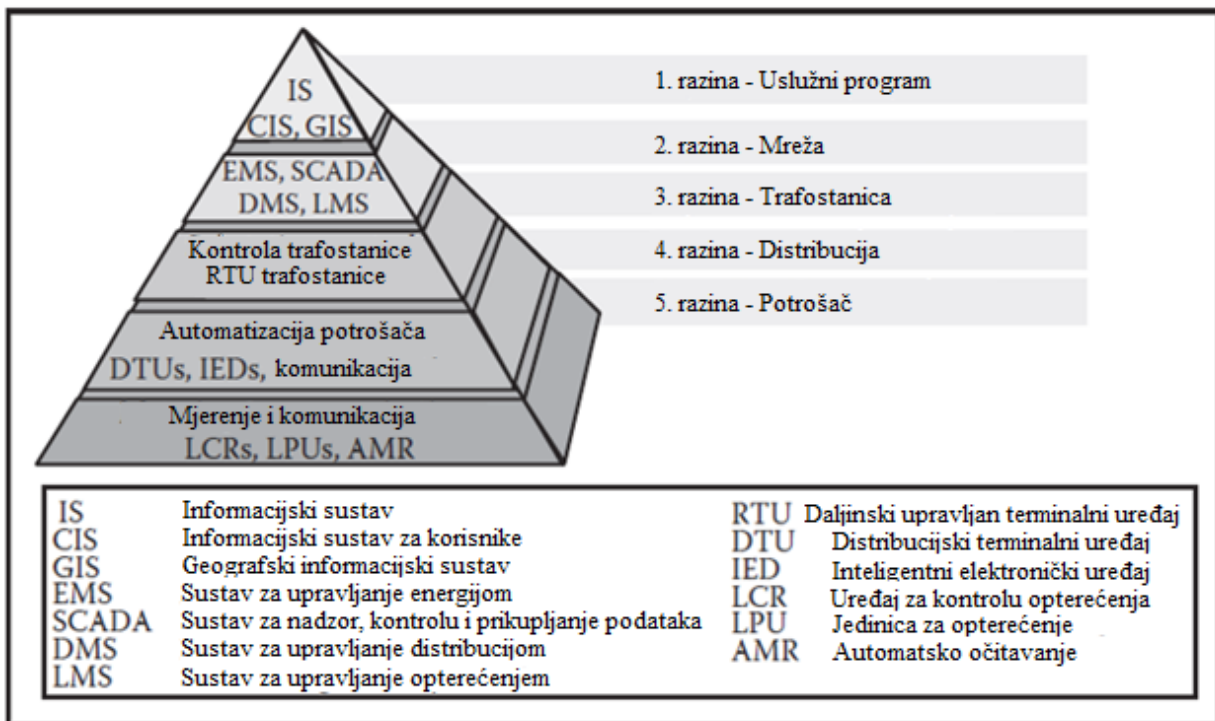 IS
CIS, GIS
EMS, SCADA
DMS, LMS
Kontrola trafostanice
RTU trafostanice
Automatizacija potrošača
DTUs, IEDs, komunikacija
Mjerenje i komunikacija
LCRs, LPUs, AMR
1. razina - Uslužni program
2. razina - Mreža
3. razina - Trafostanica
4. razina - Distribucija
5. razina - Potrošač
IS Informacijski sustav
CIS Informacijski sustav za korisnike
GIS Geografski informacijski sustav
EMS Sustav za upravljanje energijom
SCADA Sustav za nadzor, kontrolu i prikupljanje podataka
DMS Sustav za upravljanje distribucijom
LMS Sustav za upravljanje opterećenjem
RTU Daljinski upravljan terminalni uređaj
DTU Distribucijski terminalni uređaj
IED Inteligentni elektronički uređaj
LCR Uređaj za kontrolu opterećenja
LPU Jedinica za opterećenje
AMR Automatsko očitavanje